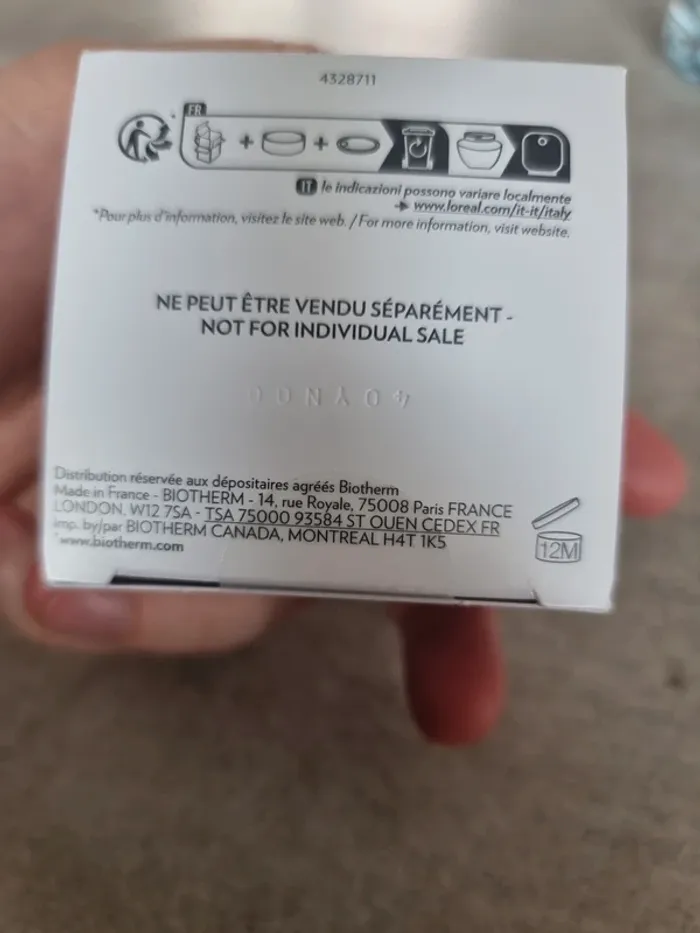 4328711
FR
IT le indicazioni possono variare localmente
www.loreal.com/it-it/italy
*Pour plus d'information, visitez le site web. / For more information, visit website.
NE PEUT ÊTRE VENDU SÉPARÉMENT -
NOT FOR INDIVIDUAL SALE
Distribution réservée aux dépositaires agréés Biotherm
Made in France - BIOTHERM - 14, rue Royale, 75008 Paris FRANCE
LONDON, W12 7SA - TSA 75000 93584 ST OUEN CEDEX FR
imp. by/par BIOTHERM CANADA, MONTREAL H4T 1K5
*www.biotherm.com
12M